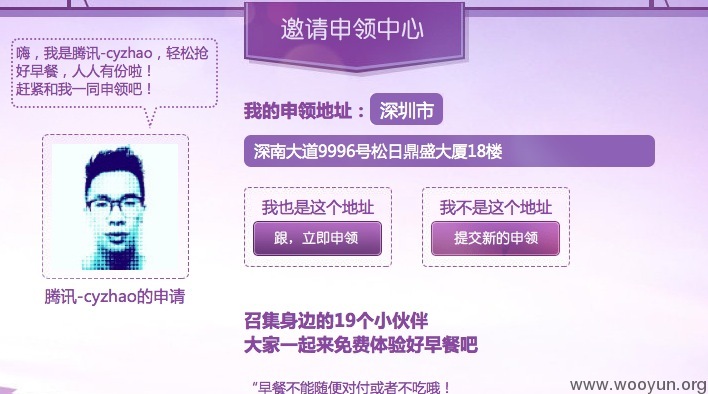 邀请申领中心
嗨，我是腾讯-cyzhao，轻松抢
好早餐，人人有份啦！
赶紧和我一同申领吧！
我的申领地址： 深圳市
深南大道9996号松日鼎盛大厦18楼
我也是这个地址 我不是这个地址
跟，立即申领 提交新的申领
腾讯-cyzhao的申请
召集身边的19个小伙伴
大家一起来免费体验好早餐吧
“早餐不能随便对付或者不吃哦！
www.wooyun.org